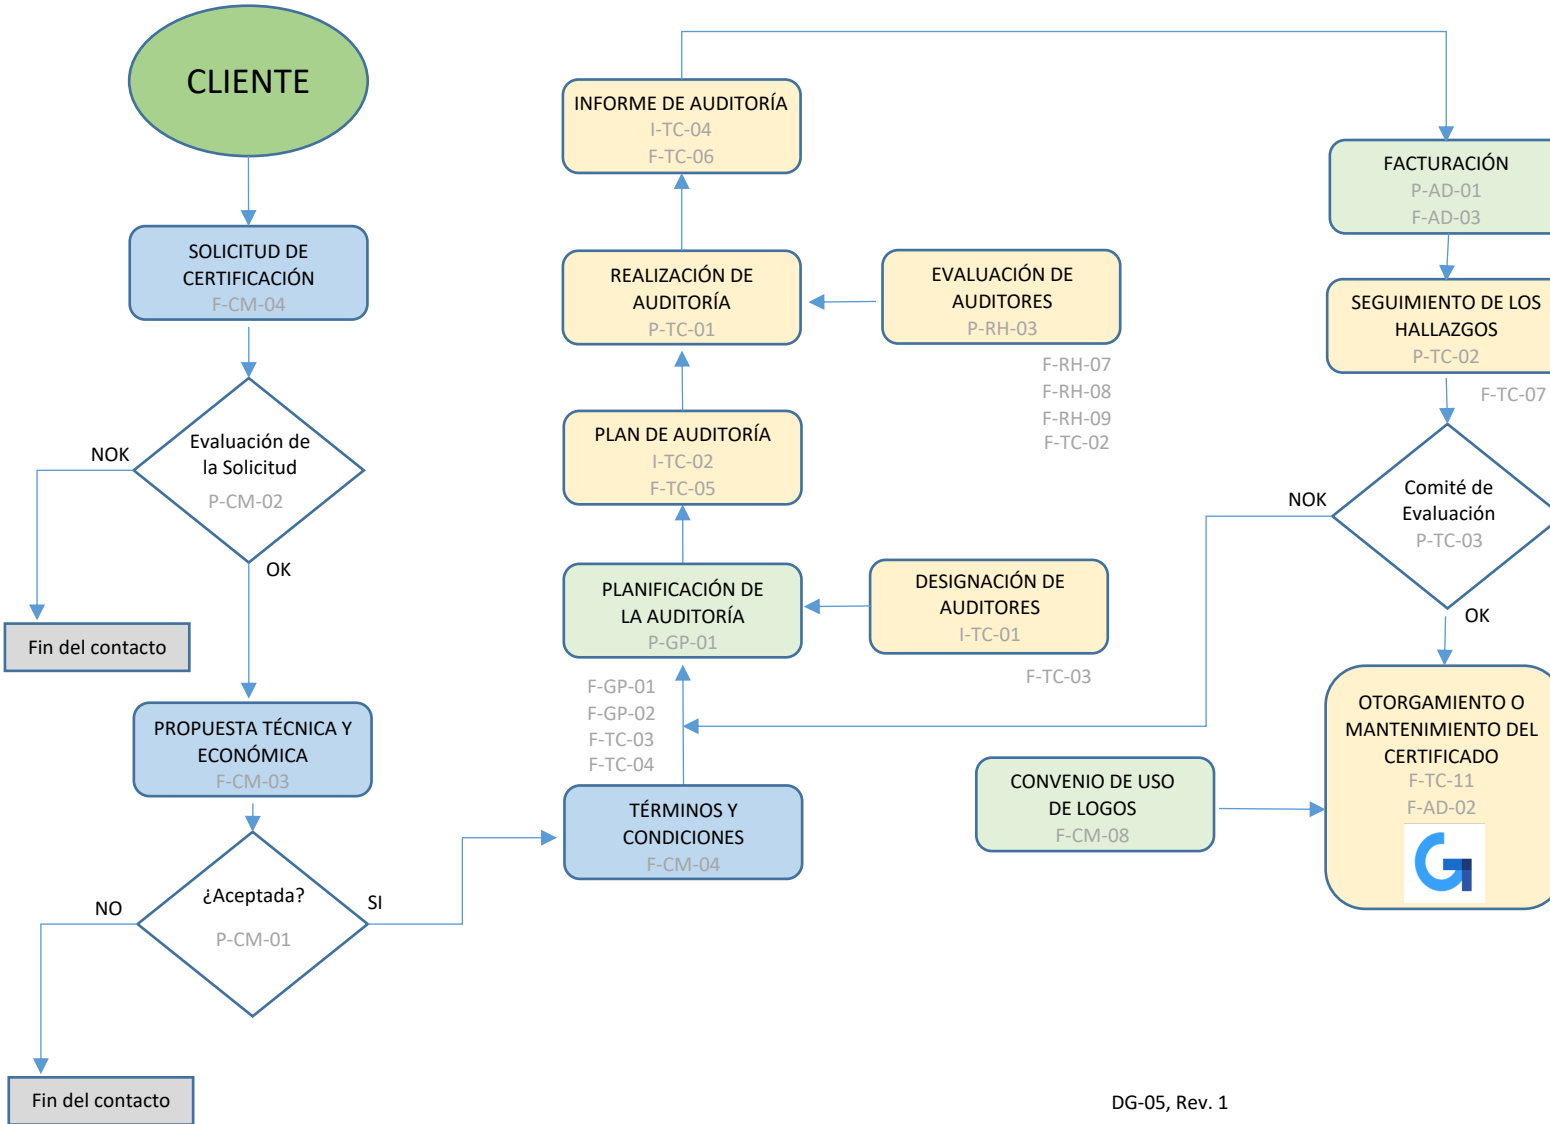 CLIENTE
SOLICITUD DE
CERTIFICACIÓN
F-CM-04
Evaluación de
la Solicitud
P-CM-02
NOK
OK
Fin del contacto
PROPUESTA TÉCNICA Y
ECONÓMICA
F-CM-03
¿Aceptada?
P-CM-01
NO
SI
Fin del contacto
INFORME DE AUDITORÍA
I-TC-04
F-TC-06
REALIZACIÓN DE
AUDITORÍA
P-TC-01
EVALUACIÓN DE
AUDITORES
P-RH-03
F-RH-07
F-RH-08
F-RH-09
F-TC-02
PLAN DE AUDITORÍA
I-TC-02
F-TC-05
PLANIFICACIÓN DE
LA AUDITORÍA
P-GP-01
DESIGNACIÓN DE
AUDITORES
I-TC-01
F-TC-03
F-GP-01
F-GP-02
F-TC-03
F-TC-04
TÉRMINOS Y
CONDICIONES
F-CM-04
CONVENIO DE USO
DE LOGOS
F-CM-08
FACTURACIÓN
P-AD-01
F-AD-03
SEGUIMIENTO DE LOS
HALLAZGOS
P-TC-02
F-TC-07
Comité de
Evaluación
P-TC-03
NOK
OK
OTORGAMIENTO O
MANTENIMIENTO DEL
CERTIFICADO
F-TC-11
F-AD-02
DG-05, Rev. 1